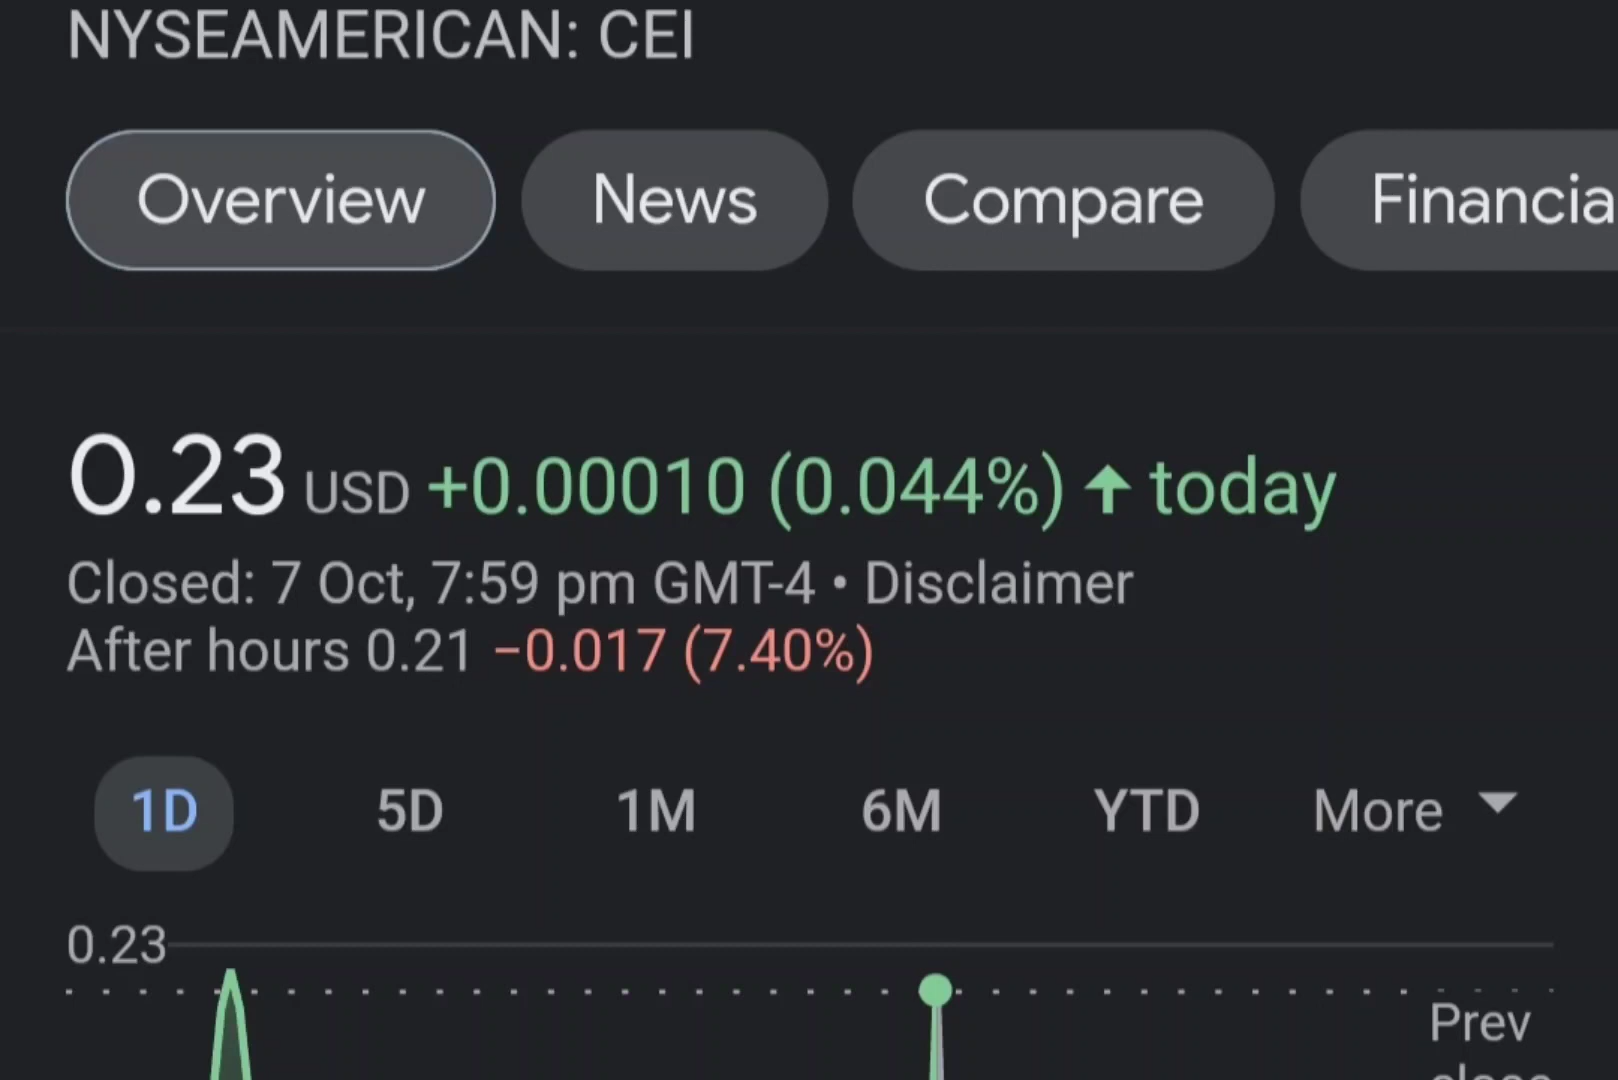 NYSEAMERICAN: CEI
Overview News Compare Financia
0.23 USD +0.00010 (0.044%) ↑ today
Closed: 7 Oct, 7:59 pm GMT-4 • Disclaimer
After hours 0.21 −0.017 (7.40%)
1D 5D 1M 6M YTD More
0.23
Prev